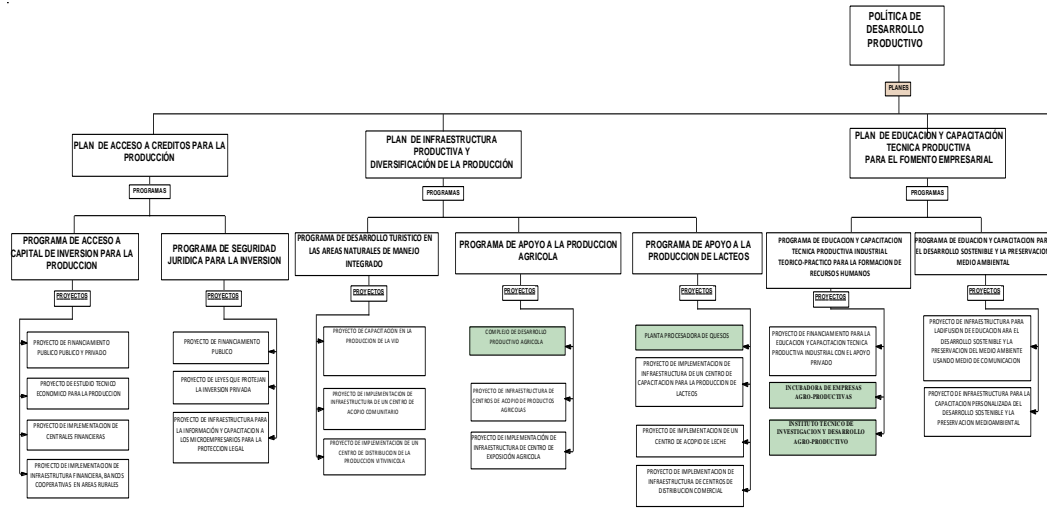 POLÍTICA DE
DESARROLLO
PRODUCTIVO
PLANES
PLAN DE ACCESO A CREDITOS PARA LA
PRODUCCIÓN
PLAN DE INFRAESTRUCTURA
PRODUCTIVA Y
DIVERSIFICACIÓN DE LA PRODUCCIÓN
PLAN DE EDUCACIÓN Y CAPACITACIÓN
TECNICA PRODUCTIVA
PARA EL FOMENTO EMPRESARIAL
PROGRAMAS
PROGRAMAS
PROGRAMAS
PROGRAMA DE ACCESO A
CAPITAL DE INVERSION PARA LA
PRODUCCION
PROGRAMA DE SEGURIDAD
JURIDICA PARA LA INVERSION
PROGRAMA DE DESARROLLO TURISTICO EN
LAS AREAS NATURALES DE MANEJO
INTEGRADO
PROGRAMA DE APOYO A LA PRODUCCION
AGRICOLA
PROGRAMA DE APOYO A LA
PRODUCCION DE LACTEOS
PROGRAMA DE EDUCACION Y CAPACITACION
TECNICA PRODUCTIVA INDUSTRIAL
TEORICO-PRACTICO PARA LA FORMACION DE
RECURSOS HUMANOS
PROGRAMA DE EDUACION Y CAPACITACION PARA
EL DESARROLLO SOSTENIBLE Y LA PRESERVACION
MEDIO AMBIENTAL
PROYECTOS
PROYECTOS
PROYECTOS
PROYECTOS
PROYECTOS
PROYECTOS
PROYECTOS
PROYECTO DE FINANCIAMIENTO
PUBLICO PUBLICO Y PRIVADO
PROYECTO DE ESTUDIO TECNICO
ECONOMICO PARA LA PRODUCCION
PROYECTO DE IMPLEMENTACION DE
CENTRALES FINANCIERAS
PROYECTO DE IMPLEMENTACION DE
INFRAESTRUTURA FINANCIERA, BANCOS
COOPERATIVAS EN AREAS RURALES
PROYECTO DE FINANCIAMIENTO
PUBLICO
PROYECTO DE LEYES QUE PROTEJAN
LA INVERSION PRIVADA
PROYECTO DE INFRAESTRUCTURA PARA
LA INFORMACIÓN Y CAPACITACION A
LOS MICROEMPRESARIOS PARA LA
PROTECCION LEGAL
PROYECTO DE CAPACITACION EN LA
PRODUCCION DE LA VID
PROYECTO DE IMPLEMENTACION DE
INFRAESTRUCTURA DE UN CENTRO DE
ACOPIO COMUNITARIO
PROYECTO DE IMPLEMENTACION DE UN
CENTRO DE DISTRIBUCION DE LA
PRODUCCION VITIVINICOLA
COMPLEJO DE DESARROLLO
PRODUCTIVO AGRICOLA
PROYECTO DE INFRAESTRUCTURA DE
CENTROS DE ACOPIO DE PRODUCTOS
AGRICOLAS
PROYECTO DE IMPLEMENTACIÓN DE
INFRAESTRUCTURA DE CENTRO DE
EXPOSICIÓN AGRICOLA
PLANTA PROCESADORA DE QUESOS
PROYECTO DE IMPLEMENTACION DE
INFRAESTRUCTURA DE UN CENTRO DE
CAPACITACION PARA LA PRODUCCION DE
LACTEOS
PROYECTO DE IMPLEMENTACION DE UN
CENTRO DE ACOPIO DE LECHE
PROYECTO DE IMPLEMENTACION DE
INFRAESTRUCTURA DE CENTROS DE
DISTRIBUCION COMERCIAL
PROYECTO DE FINANCIAMIENTO PARA LA
EDUCACION Y CAPACITACION TECNICA
PRODUCTIVA INDUSTRIAL CON EL APOYO
PRIVADO
INCUBADORA DE EMPRESAS
AGRO-PRODUCTIVAS
INSTITUTO TÉCNICO DE
INVESTIGACIÓN Y DESARROLLO
AGRO-PRODUCTIVO
PROYECTO DE INFRAESTRUCTURA PARA
LADIFUSION DE EDUCACION ARA EL
DESARROLLO SOSTENIBLE Y LA
PRESERVACION DEL MEDIO AMBIENTE
USANDO MEDIO DE COMUNICACION
PROYECTO DE INFRAESTRUCTURA PARA LA
CAPACITACION PERSONALIZADA DEL
DESARROLLO SOSTENIBLE Y LA
PRESERVACION MEDIOAMBIENTAL